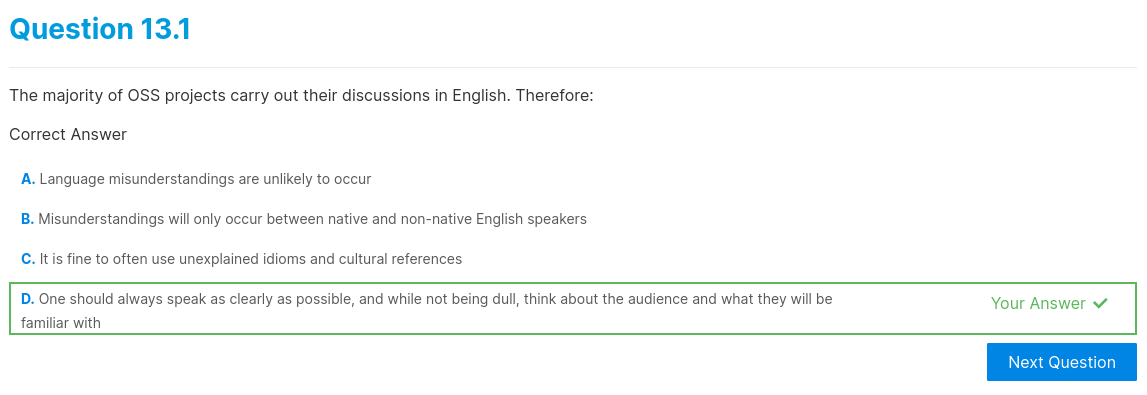 Question 13.1
The majority of OSS projects carry out their discussions in English. Therefore:
Correct Answer
A. Language misunderstandings are unlikely to occur
B. Misunderstandings will only occur between native and non-native English speakers
C. It is fine to often use unexplained idioms and cultural references
D. One should always speak as clearly as possible, and while not being dull, think about the audience and what they will be
familiar with
Your Answer
Next Question